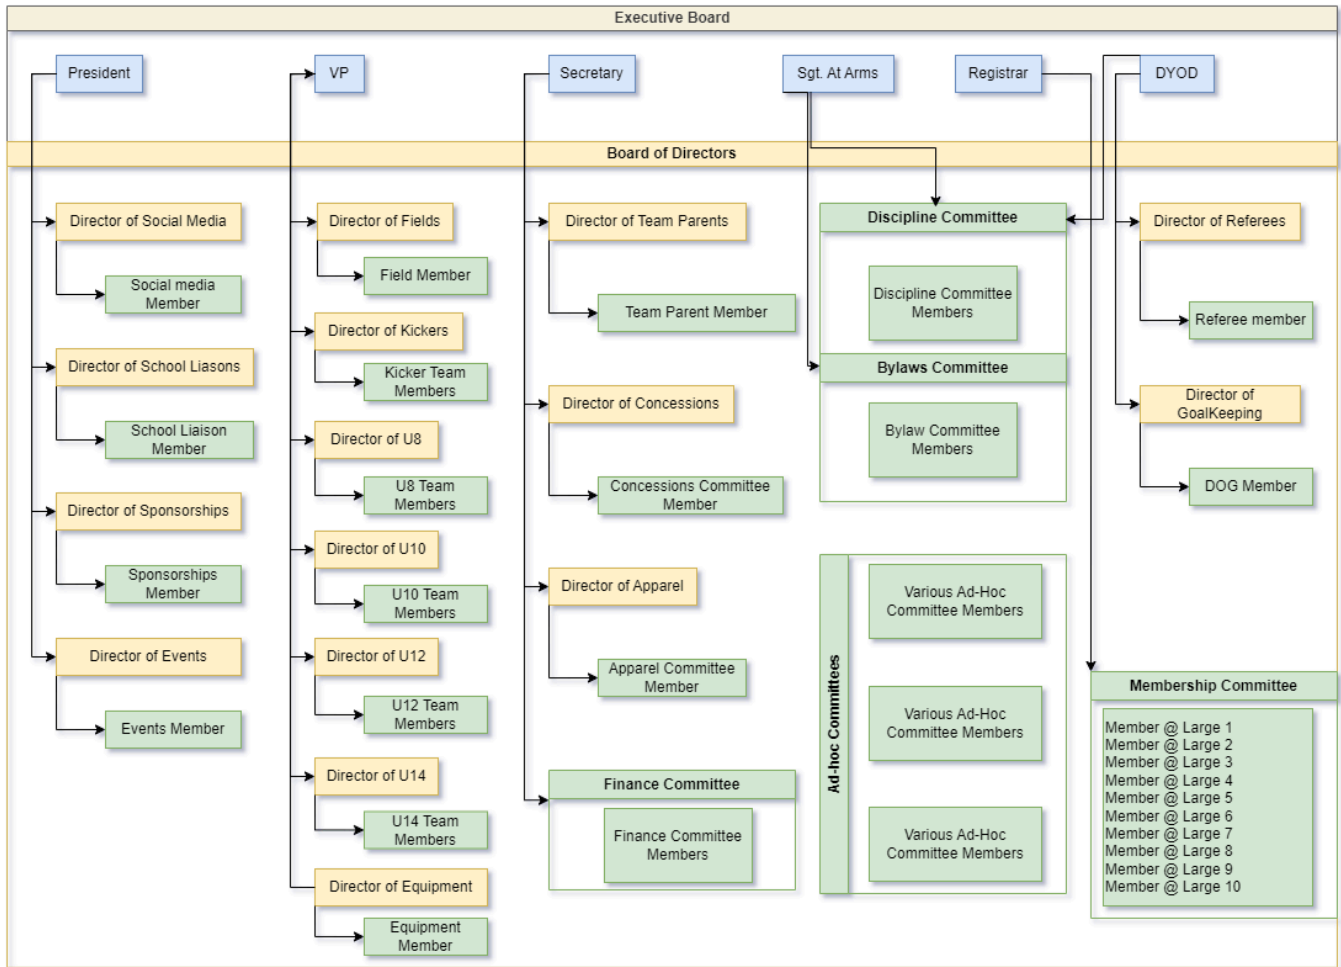 Executive Board
President
VP
Secretary
Sgt. At Arms
Registrar
DYOD
Board of Directors
Director of Social Media
Social media
Member
Director of School Liasons
School Liaison
Member
Director of Sponsorships
Sponsorships
Member
Director of Events
Events Member
Director of Fields
Field Member
Director of Kickers
Kicker Team
Members
Director of U8
U8 Team
Members
Director of U10
U10 Team
Members
Director of U12
U12 Team
Members
Director of U14
U14 Team
Members
Director of Equipment
Equipment
Member
Director of Team Parents
Team Parent Member
Director of Concessions
Concessions Committee
Member
Director of Apparel
Apparel Committee
Member
Finance Committee
Finance Committee
Members
Discipline Committee
Discipline Committee
Members
Bylaws Committee
Bylaw Committee
Members
Ad-hoc Committees
Various Ad-Hoc
Committee Members
Various Ad-Hoc
Committee Members
Various Ad-Hoc
Committee Members
Director of Referees
Referee member
Director of
GoalKeeping
DOG Member
Membership Committee
Member @ Large 1
Member @ Large 2
Member @ Large 3
Member @ Large 4
Member @ Large 5
Member @ Large 6
Member @ Large 7
Member @ Large 8
Member @ Large 9
Member @ Large 10